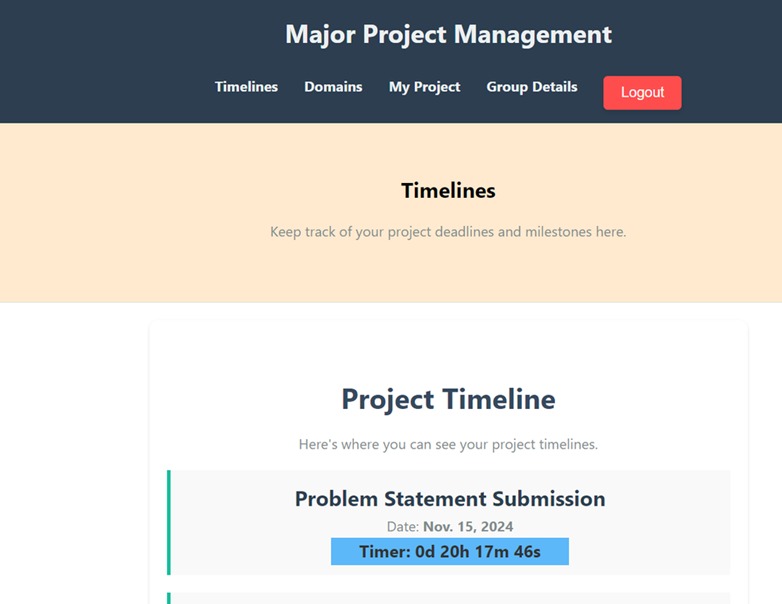 Major Project Management
Timelines Domains My Project Group Details Logout
Timelines
Keep track of your project deadlines and milestones here.
Project Timeline
Here's where you can see your project timelines.
Problem Statement Submission
Date: Nov. 15, 2024
Timer: 0d 20h 17m 46s